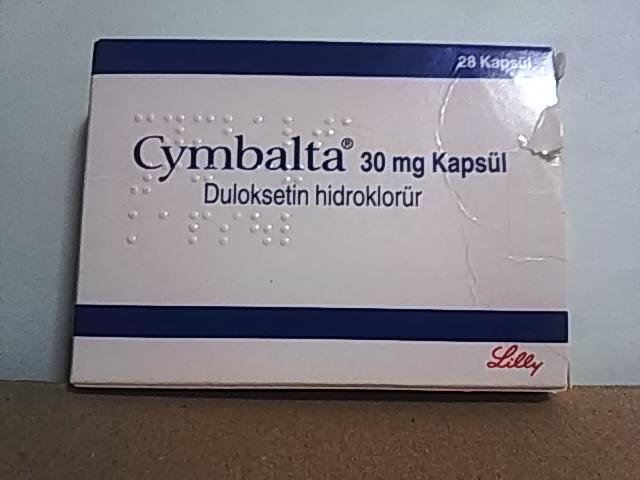 28 Kapsül
Cymbalta® 30 mg Kapsül
Duloksetin hidroklorür
Lilly